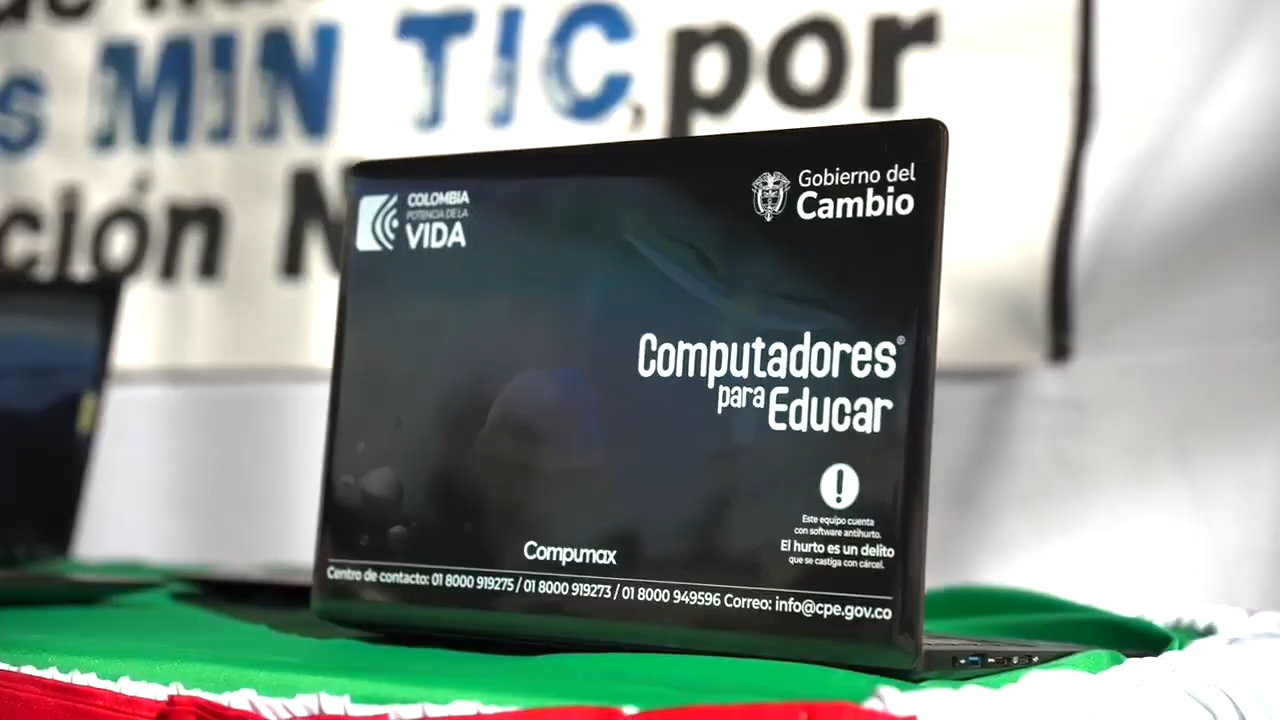 s MIN TIC, por
ción N
COLOMBIA
POTENCIA DE LA
VIDA
Gobierno del
Cambio
Computadores®
para Educar
!
Este equipo cuenta
con software antihurto.
El hurto es un delito
que se castiga con cárcel.
Compumax
Centro de contacto: 01 8000 919275 / 01 8000 919273 / 01 8000 949596 Correo: info@cpe.gov.co